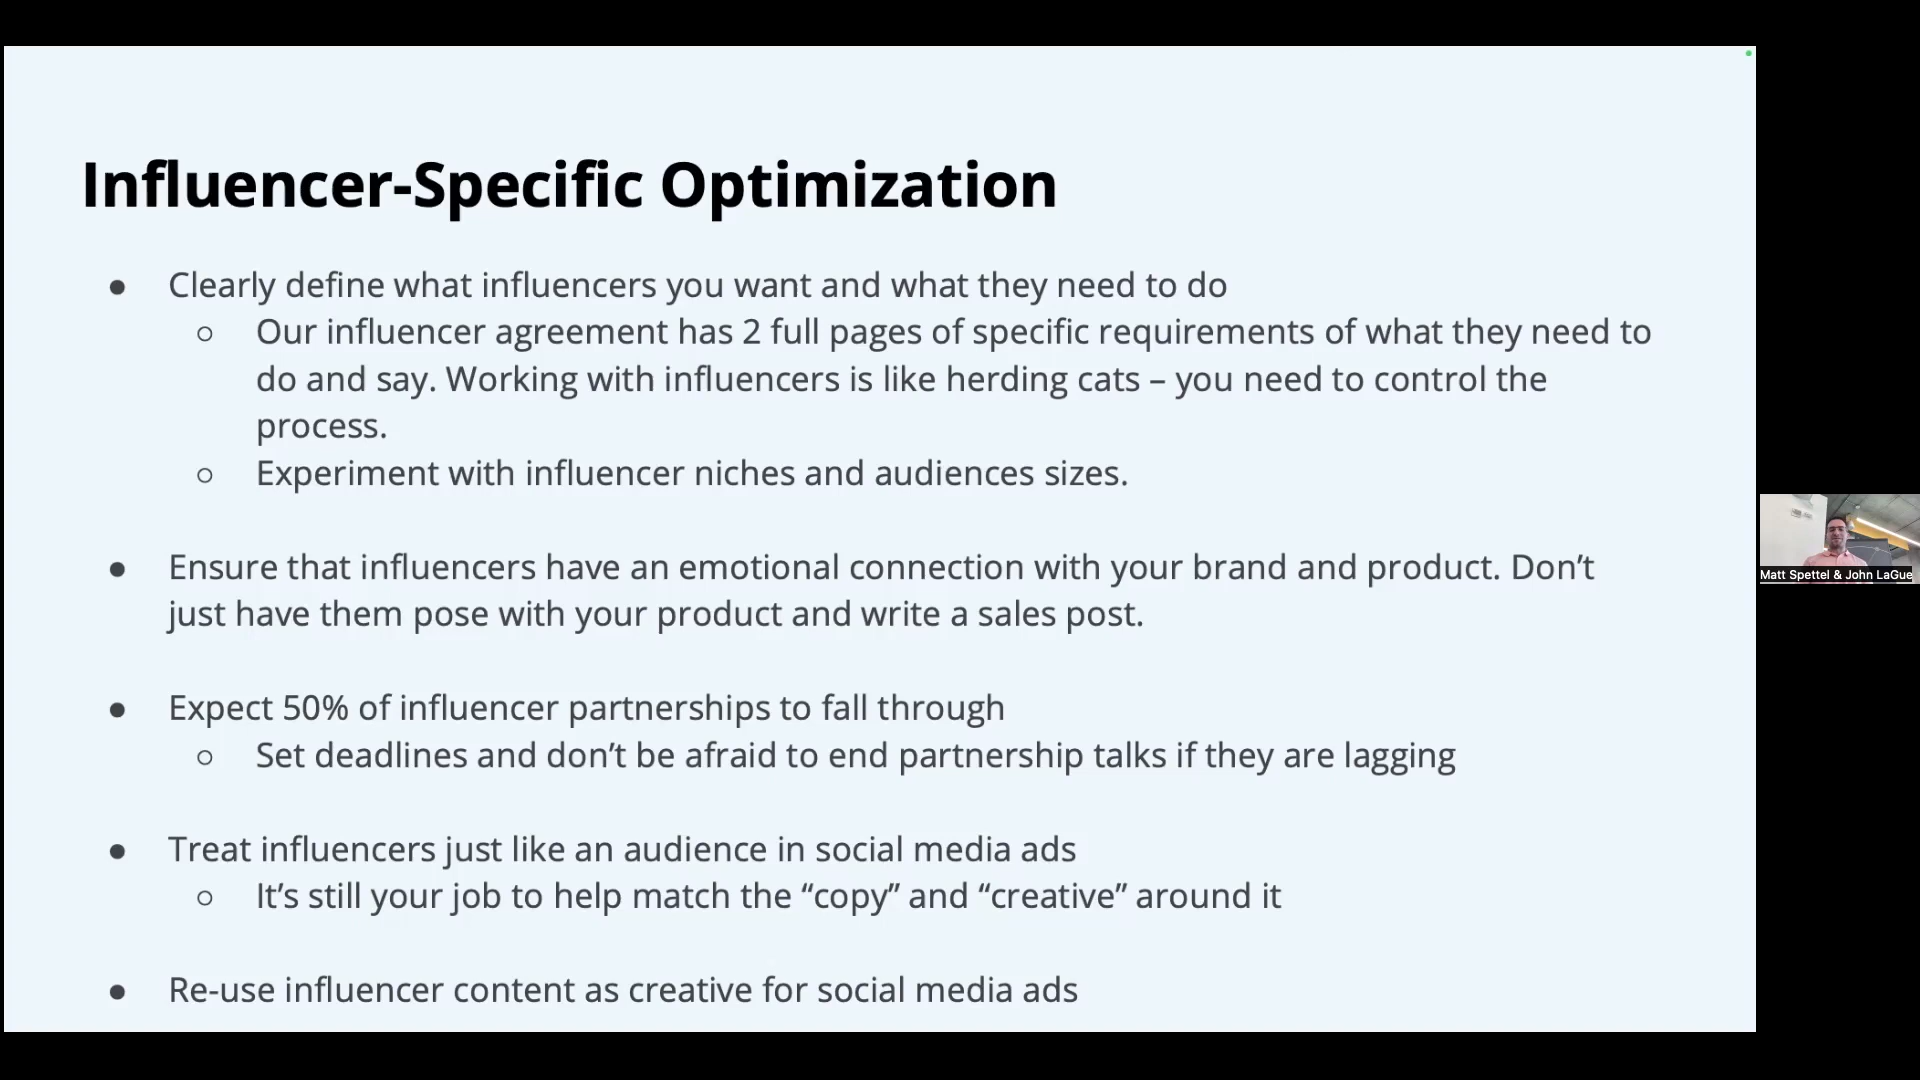 Influencer-Specific Optimization
● Clearly define what influencers you want and what they need to do
○ Our influencer agreement has 2 full pages of specific requirements of what they need to
do and say. Working with influencers is like herding cats – you need to control the
process.
○ Experiment with influencer niches and audiences sizes.
● Ensure that influencers have an emotional connection with your brand and product. Don’t
just have them pose with your product and write a sales post.
● Expect 50% of influencer partnerships to fall through
○ Set deadlines and don’t be afraid to end partnership talks if they are lagging
● Treat influencers just like an audience in social media ads
○ It’s still your job to help match the “copy” and “creative” around it
● Re-use influencer content as creative for social media ads
Matt Spettel & John LaGue